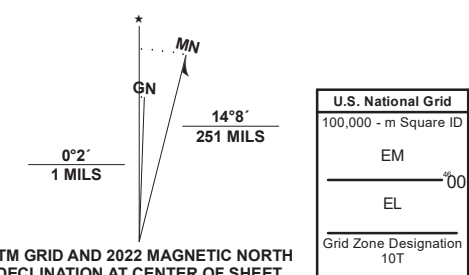 ★
MN
GN
14°8´
251 MILS
0°2´
1 MILS
TM GRID AND 2022 MAGNETIC NORTH
DECLINATION AT CENTER OF SHEET
U.S. National Grid
100,000 - m Square ID
EM
4600
EL
Grid Zone Designation
10T